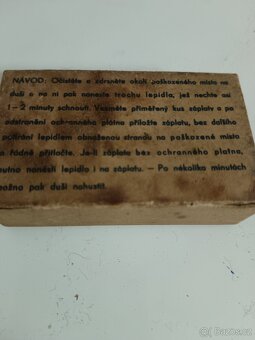 NÁVOD: Očistěte a zdrsněte okolí poškozeného místa na
duši a na ni pak naneste trochu lepidla, jež nechte asi
1–2 minuty schnouti. Vezměte přiměřený kus záplaty a po
odstranění ochranného plátna přiložte záplatu, bez dalšího
potírání lepidlem obnaženou stranou na poškozené místo
a řádně přitlačte. Je-li záplata bez ochranného plátna,
nutno nanésti lepidlo i na záplatu. — Po několika minutách
možno pak duši nahustit.
Sbazoš.cz